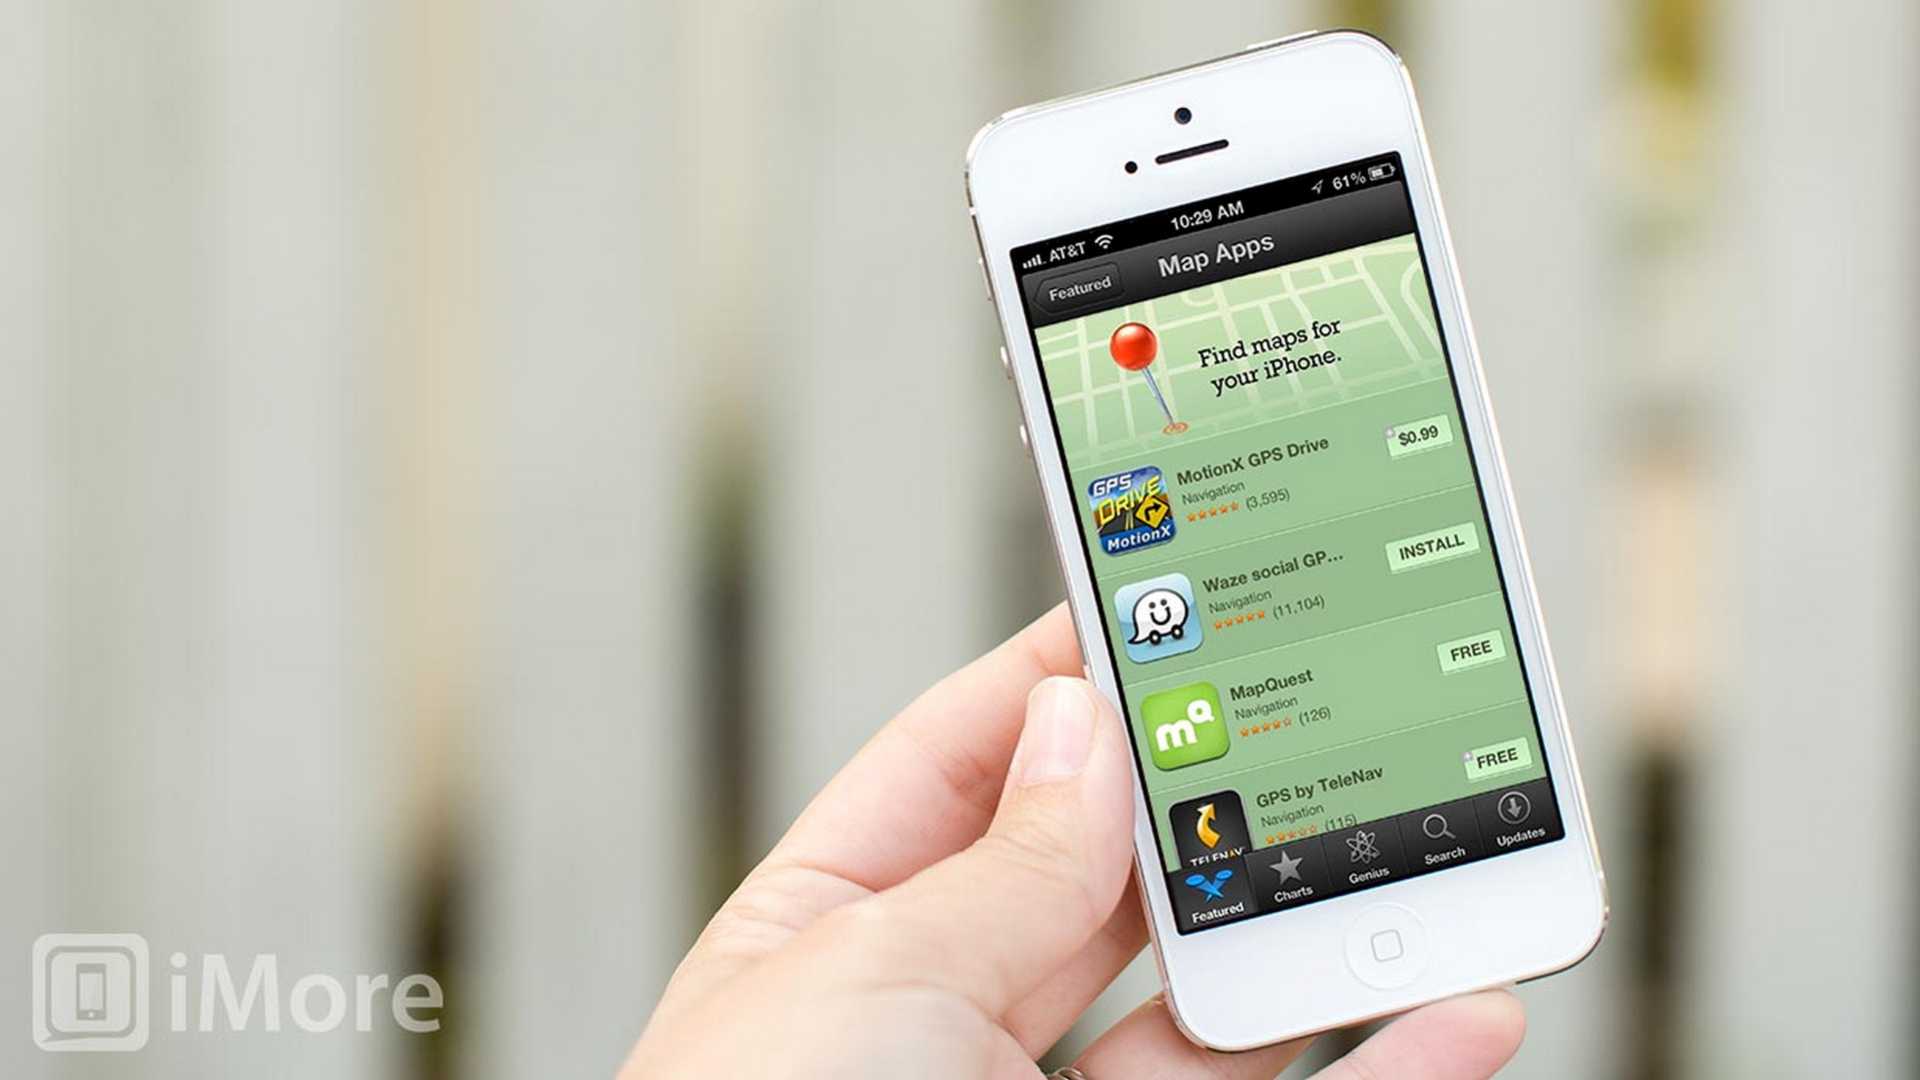 AT&T 10:29 AM 61%
Featured Map Apps
Find maps for
your iPhone.
GPS
DRIVE
MotionX
MotionX GPS Drive
Navigation
(3,595)
$0.99
Waze social GP...
Navigation
(11,104)
INSTALL
mq
MapQuest
Navigation
(126)
FREE
TELENAV
GPS by TeleNav
Navigation
(115)
FREE
Featured Charts Genius Search Updates
iMore